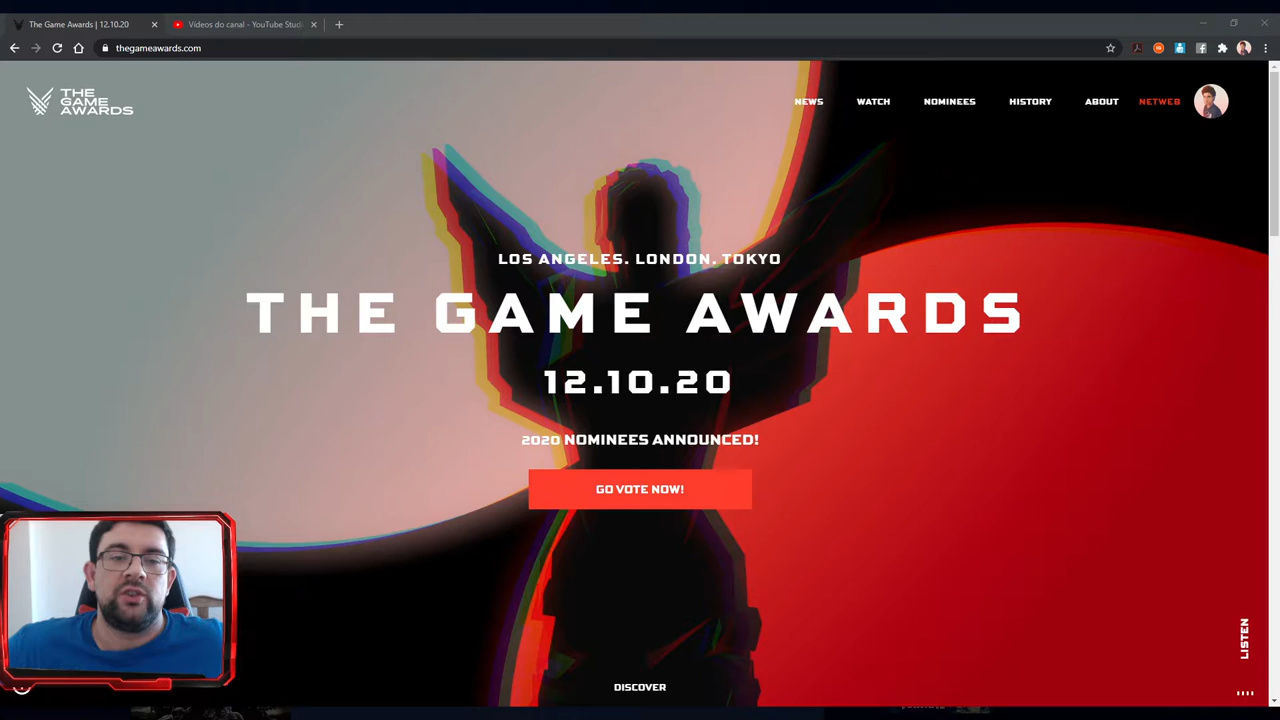 The Game Awards | 12.10.20
Vídeos do canal - YouTube Stud
thegameawards.com
THE
GAME
AWARDS
NEWS
WATCH
NOMINEES
HISTORY
ABOUT
NETWEB
LOS ANGELES. LONDON. TOKYO
THE GAME AWARDS
12.10.20
2020 NOMINEES ANNOUNCED!
GO VOTE NOW!
LISTEN
DISCOVER